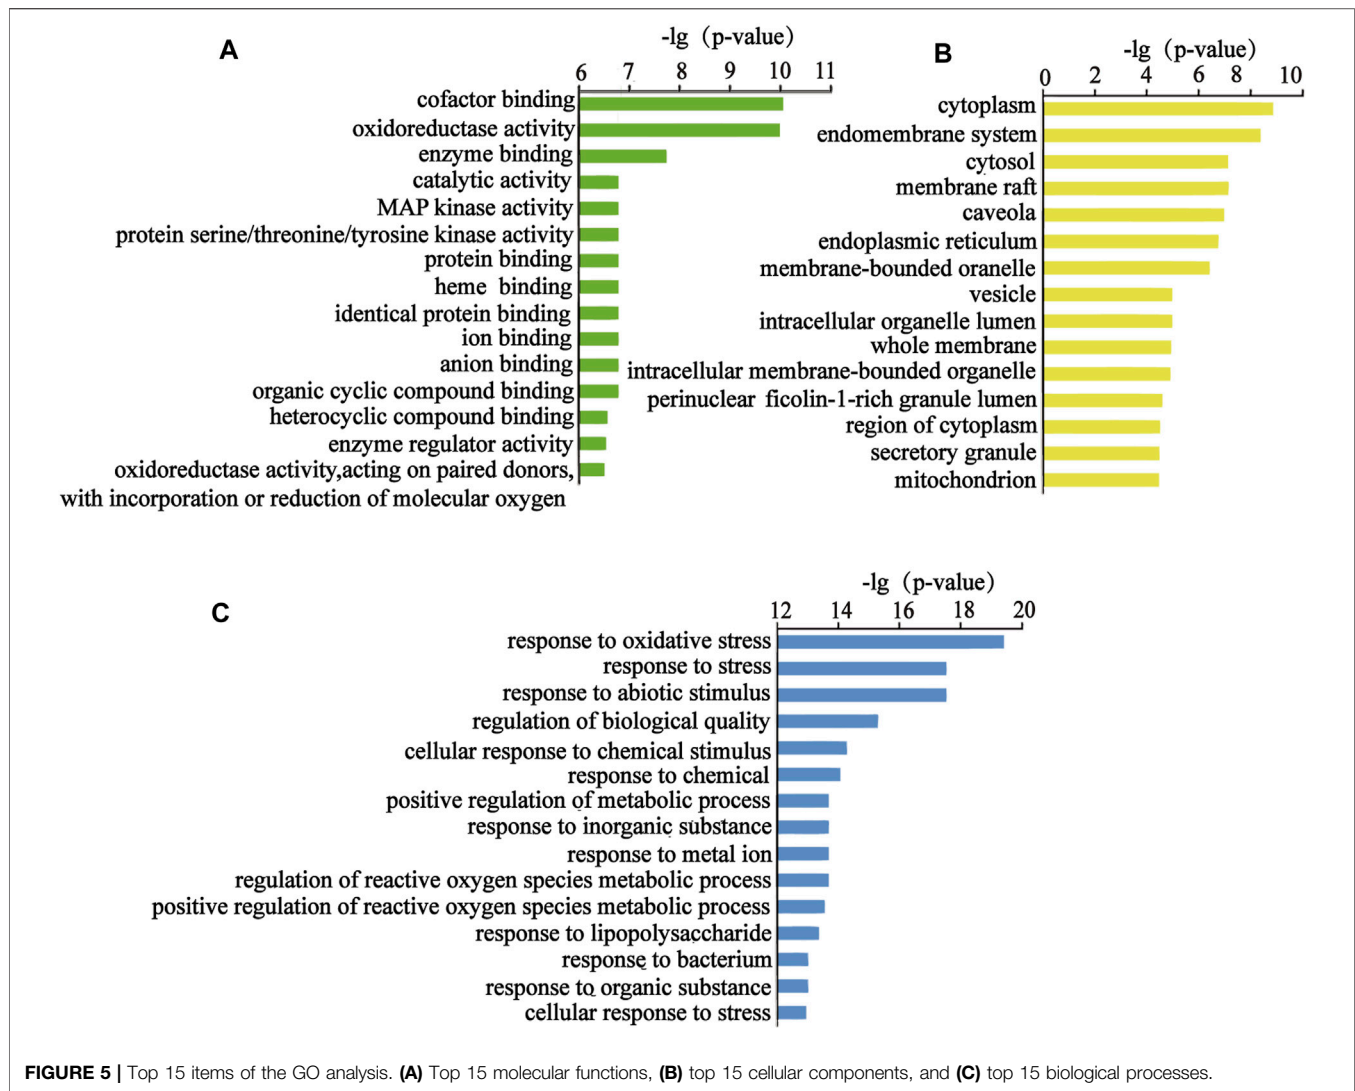 A
-lg (p-value)
6 7 8 9 10 11
cofactor binding
oxidoreductase activity
enzyme binding
catalytic activity
MAP kinase activity
protein serine/threonine/tyrosine kinase activity
protein binding
heme binding
identical protein binding
ion binding
anion binding
organic cyclic compound binding
heterocyclic compound binding
enzyme regulator activity
oxidoreductase activity,acting on paired donors,
with incorporation or reduction of molecular oxygen
B
-lg (p-value)
0 2 4 6 8 10
cytoplasm
endomembrane system
cytosol
membrane raft
caveola
endoplasmic reticulum
membrane-bounded oranelle
vesicle
intracellular organelle lumen
whole membrane
intracellular membrane-bounded organelle
perinuclear ficolin-1-rich granule lumen
region of cytoplasm
secretory granule
mitochondrion
C
-lg (p-value)
12 14 16 18 20
response to oxidative stress
response to stress
response to abiotic stimulus
regulation of biological quality
cellular response to chemical stimulus
response to chemical
positive regulation of metabolic process
response to inorganic substance
response to metal ion
regulation of reactive oxygen species metabolic process
positive regulation of reactive oxygen species metabolic process
response to lipopolysaccharide
response to bacterium
response to organic substance
cellular response to stress
FIGURE 5 | Top 15 items of the GO analysis. (A) Top 15 molecular functions, (B) top 15 cellular components, and (C) top 15 biological processes.